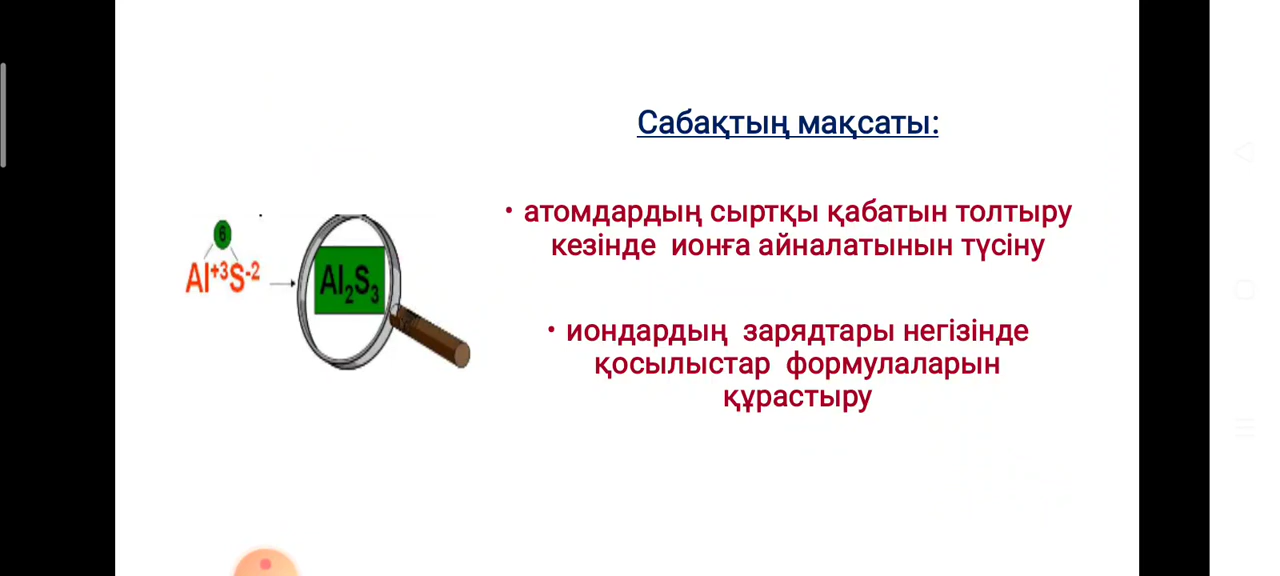 Сабақтың мақсаты:
• атомдардың сыртқы қабатын толтыру
кезінде ионға айналатынын түсіну
• иондардың зарядтары негізінде
қосылыстар формулаларын
құрастыру
6
Al⁺³S⁻²
Al₂S₃